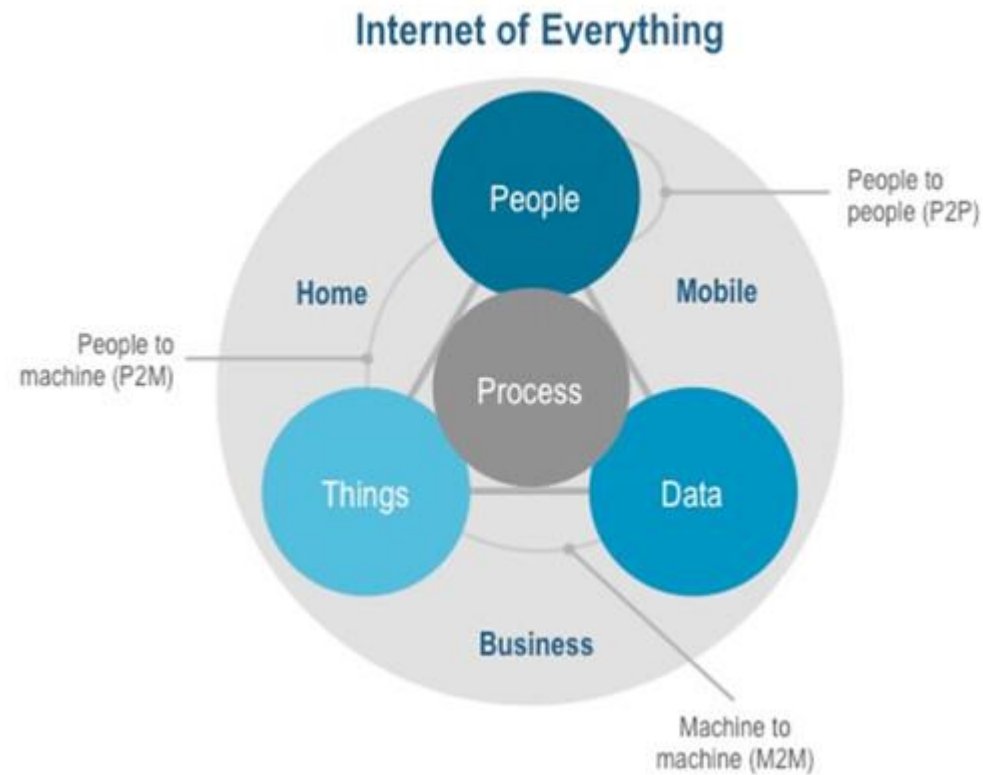 Internet of Everything
People
People to
people (P2P)
Home
Mobile
People to
machine (P2M)
Process
Things
Data
Business
Machine to
machine (M2M)